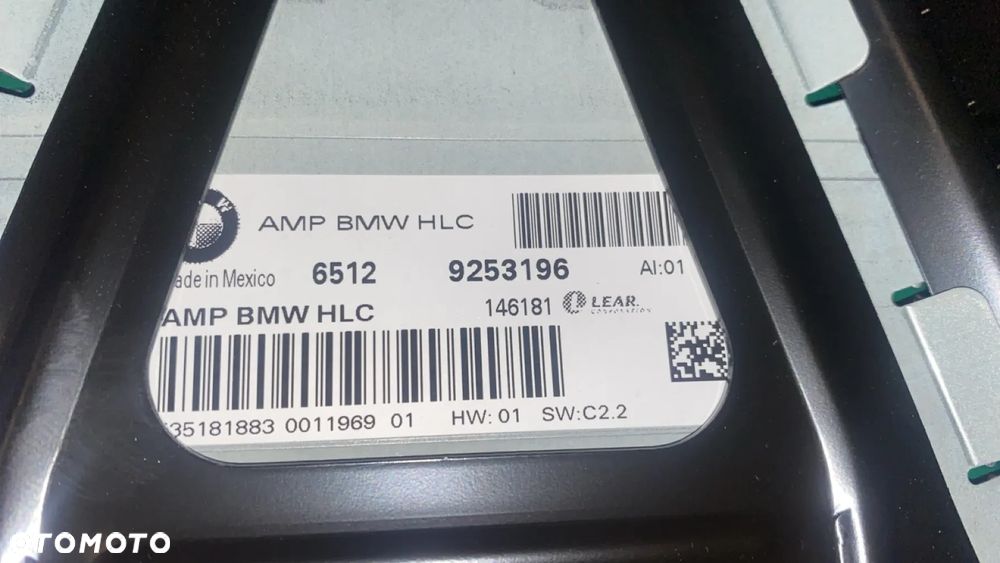 AMP BMW HLC
ade in Mexico 6512 9253196 AI:01
AMP BMW HLC 146181 LEAR.
CORPORATION
35181883 0011969 01 HW: 01 SW:C2.2
OTOMOTO